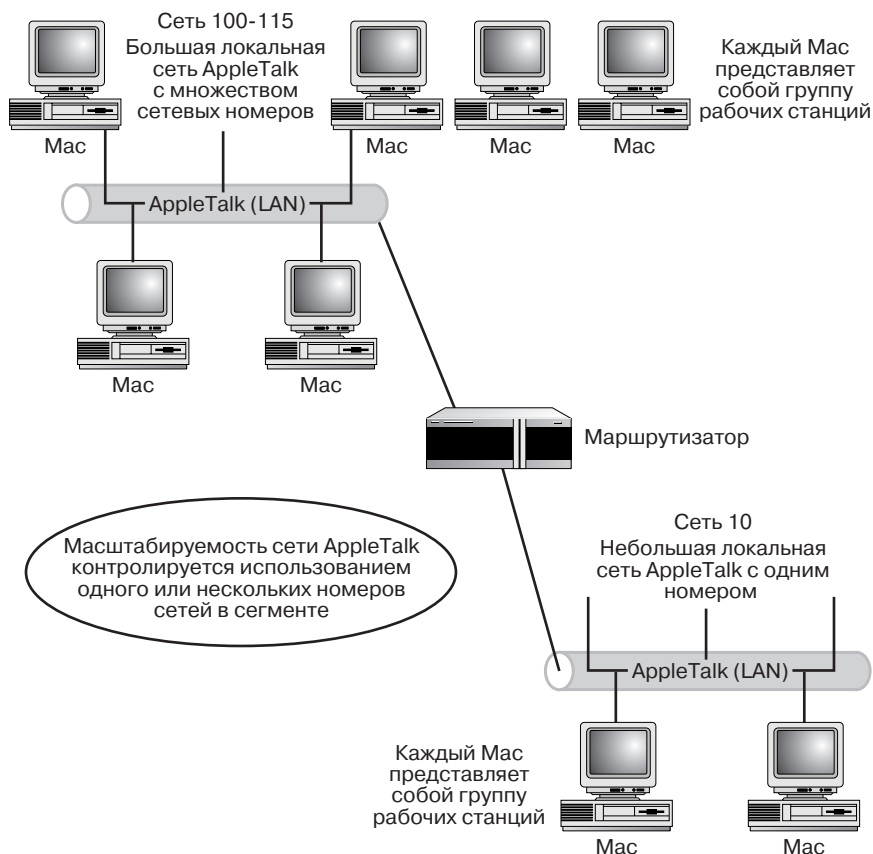 Сеть 100-115
Большая локальная
сеть AppleTalk
с множеством
сетевых номеров
Каждый Mac
представляет
собой группу
рабочих станций
Mac
Mac
Mac
Mac
AppleTalk (LAN)
Mac
Mac
Маршрутизатор
Масштабируемость сети AppleTalk
контролируется использованием
одного или нескольких номеров
сетей в сегменте
Сеть 10
Небольшая локальная
сеть AppleTalk с одним
номером
AppleTalk (LAN)
Каждый Mac
представляет
собой группу
рабочих станций
Mac
Mac